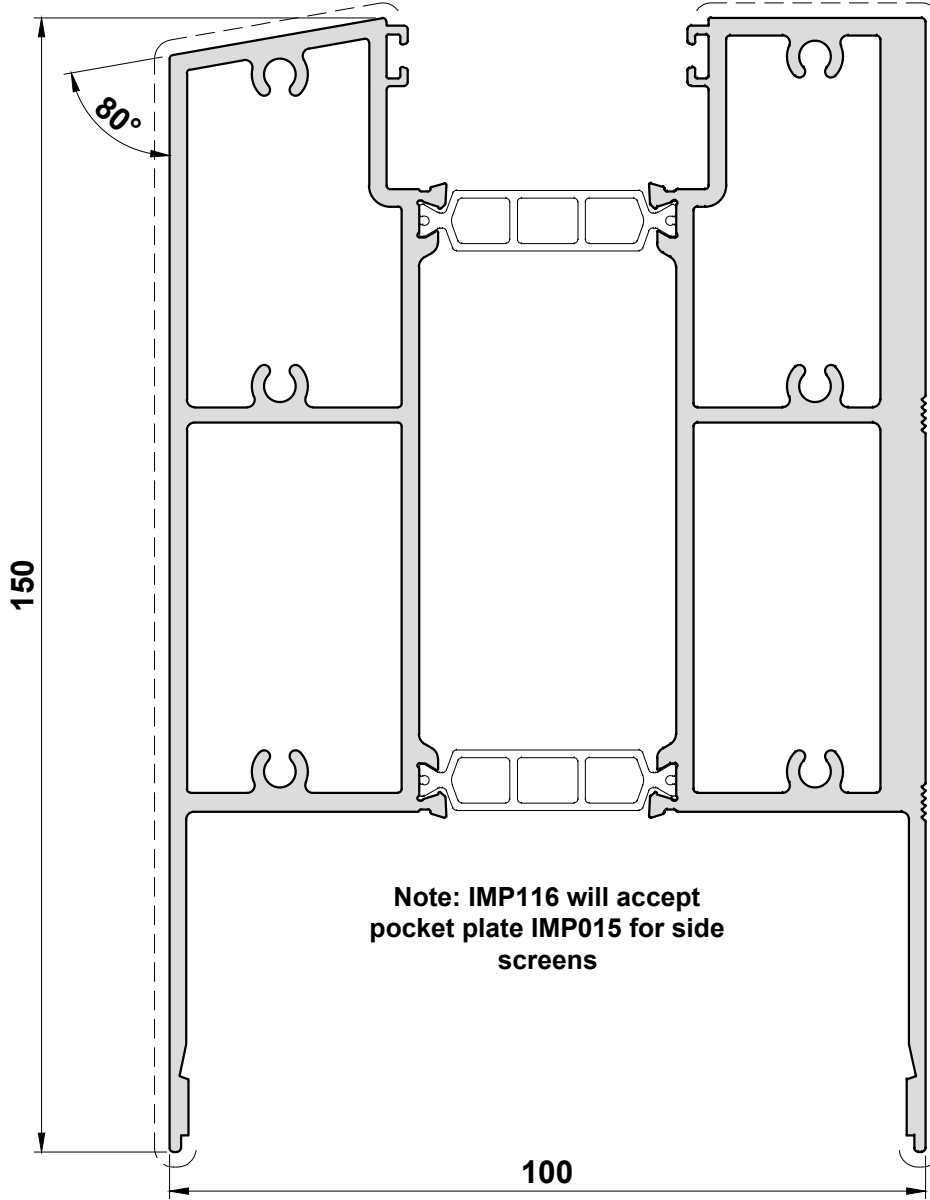 80°
150
Note: IMP116 will accept
pocket plate IMP015 for side
screens
100